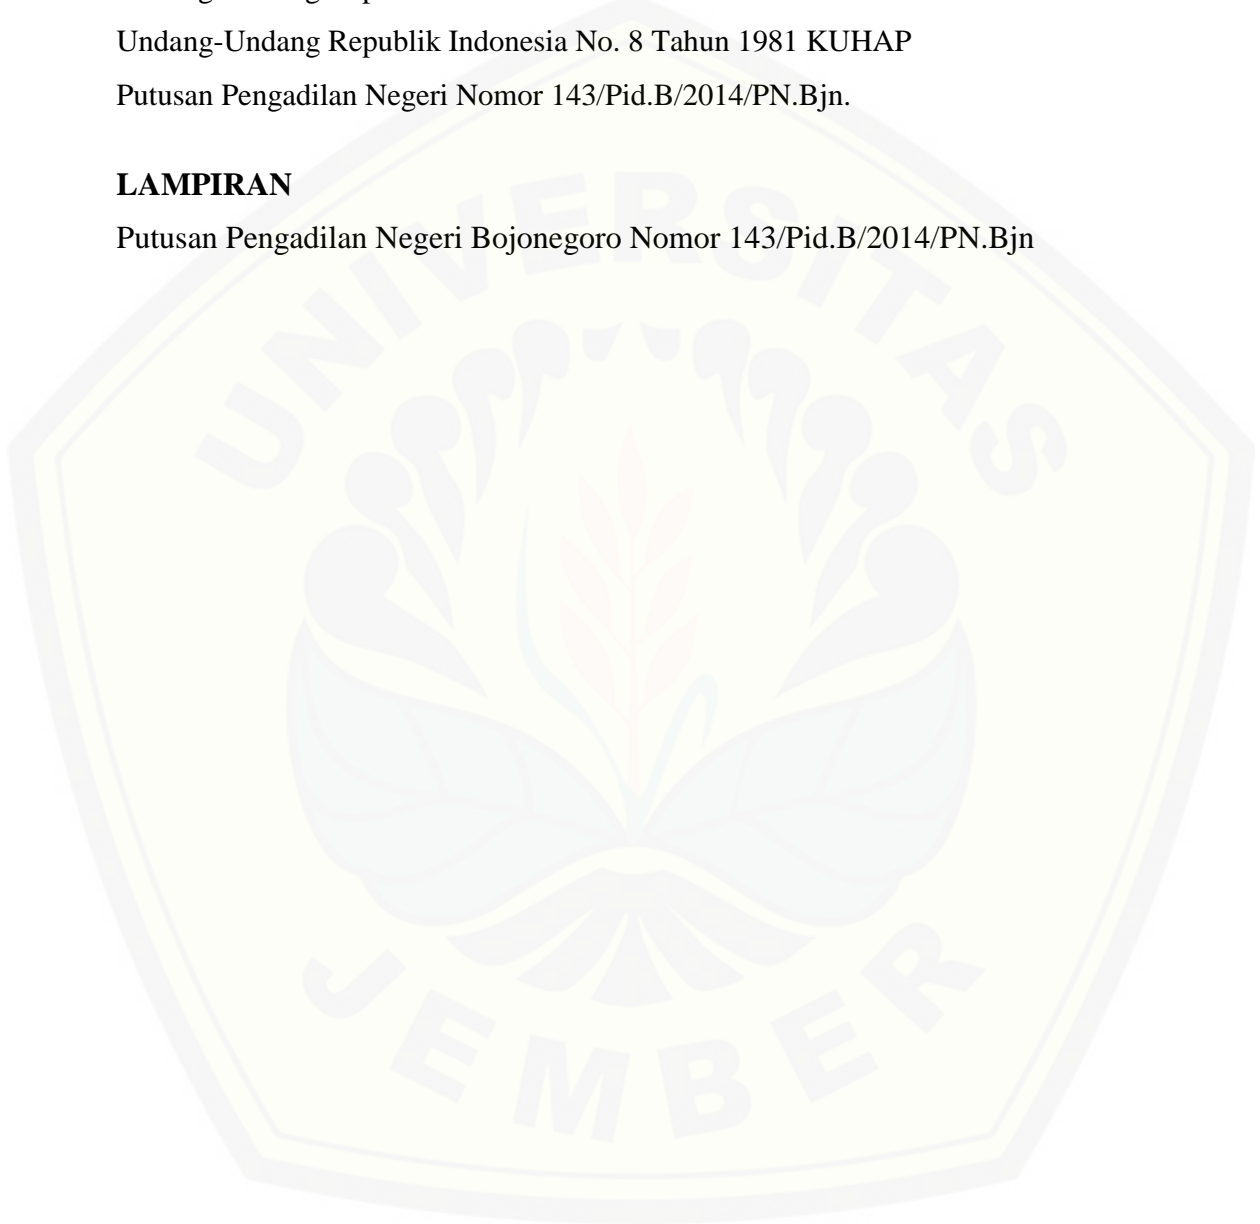 Undang-Undang Republik Indonesia No. 8 Tahun 1981 KUHAP
Putusan Pengadilan Negeri Nomor 143/Pid.B/2014/PN.Bjn.
LAMPIRAN
Putusan Pengadilan Negeri Bojonegoro Nomor 143/Pid.B/2014/PN.Bjn
UNIVERSITAS
JEMBER